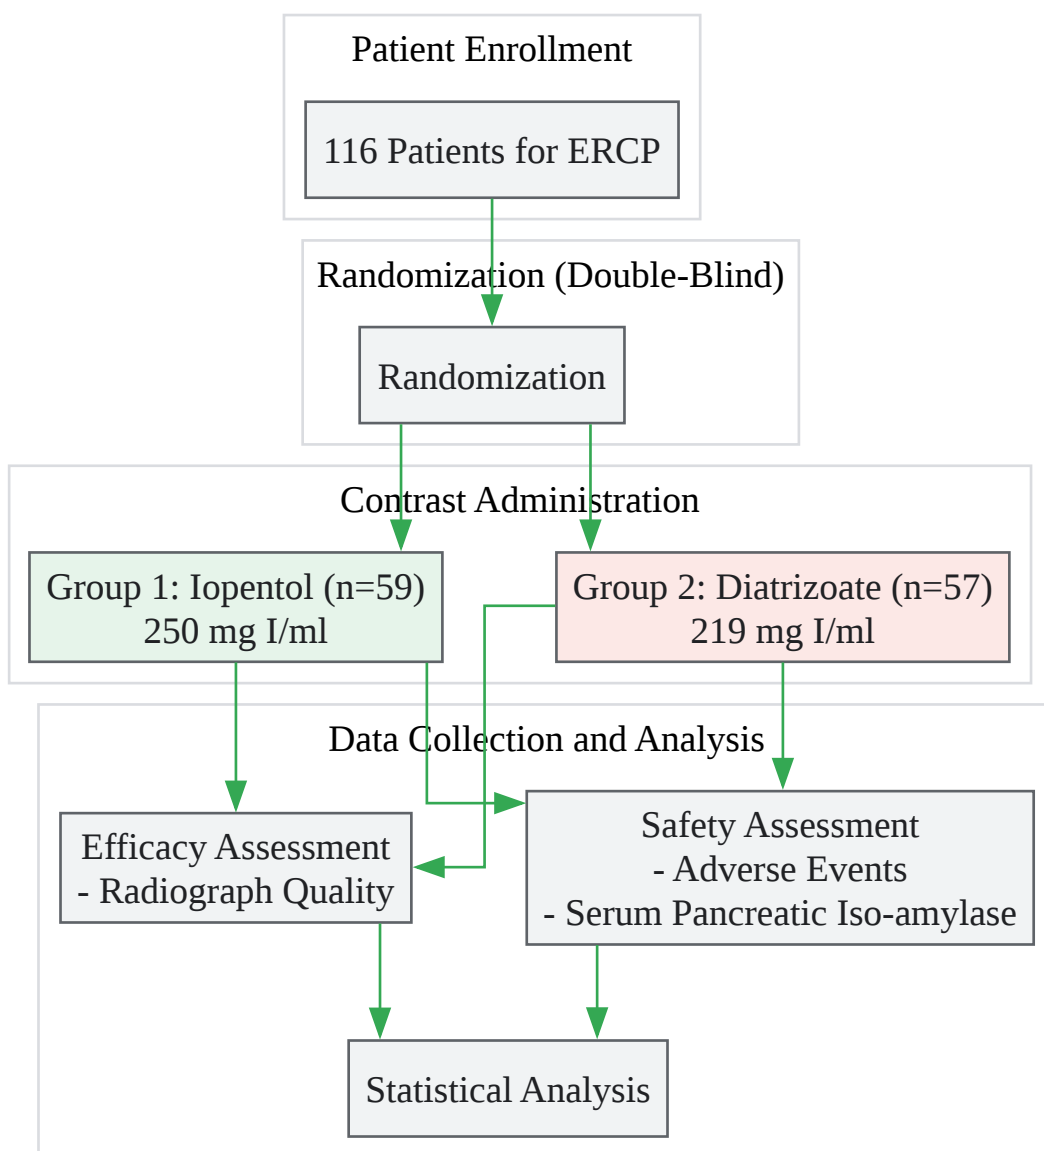 Patient Enrollment
116 Patients for ERCP
Randomization (Double-Blind)
Randomization
Contrast Administration
Group 1: Iopentol (n=59)
250 mg I/ml
Group 2: Diatrizoate (n=57)
219 mg I/ml
Data Collection and Analysis
Efficacy Assessment
- Radiograph Quality
Safety Assessment
- Adverse Events
- Serum Pancreatic Iso-amylase
Statistical Analysis